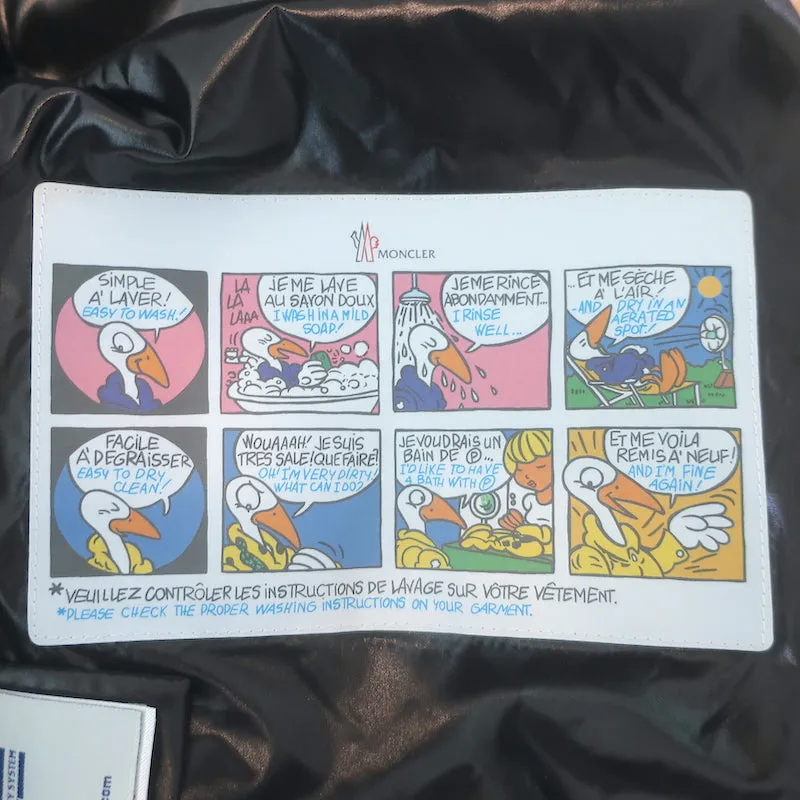 MONCLER
SIMPLE
A' LAVER!
EASY TO WASH!
LA
LA
LAAA
JE ME LAVE
AU SAVON DOUX
I WASH IN A MILD
SOAP!
JE ME RINCE
ABONDAMMENT...
I RINSE
WELL...
...ET ME SÈCHE
A' L'AIR!
-AND DRY IN AN
AERATED
SPOT!
FACILE
A' DEGRAISSER
EASY TO DRY
CLEAN!
WOUAAAH! JE SUIS
TRES SALE! QUE FAIRE!
OH! I'M VERY DIRTY!
WHAT CAN I DO?
JE VOUDRAIS UN
BAIN DE Ⓟ...
I'D LIKE TO HAVE
A BATH WITH Ⓟ
ET ME VOILA
REMIS A' NEUF!
AND I'M FINE
AGAIN!
*VEUILLEZ CONTRÔLER LES INSTRUCTIONS DE LAVAGE SUR VÔTRE VÊTEMENT.
*PLEASE CHECK THE PROPER WASHING INSTRUCTIONS ON YOUR GARMENT.
Y SYSTEM
.com